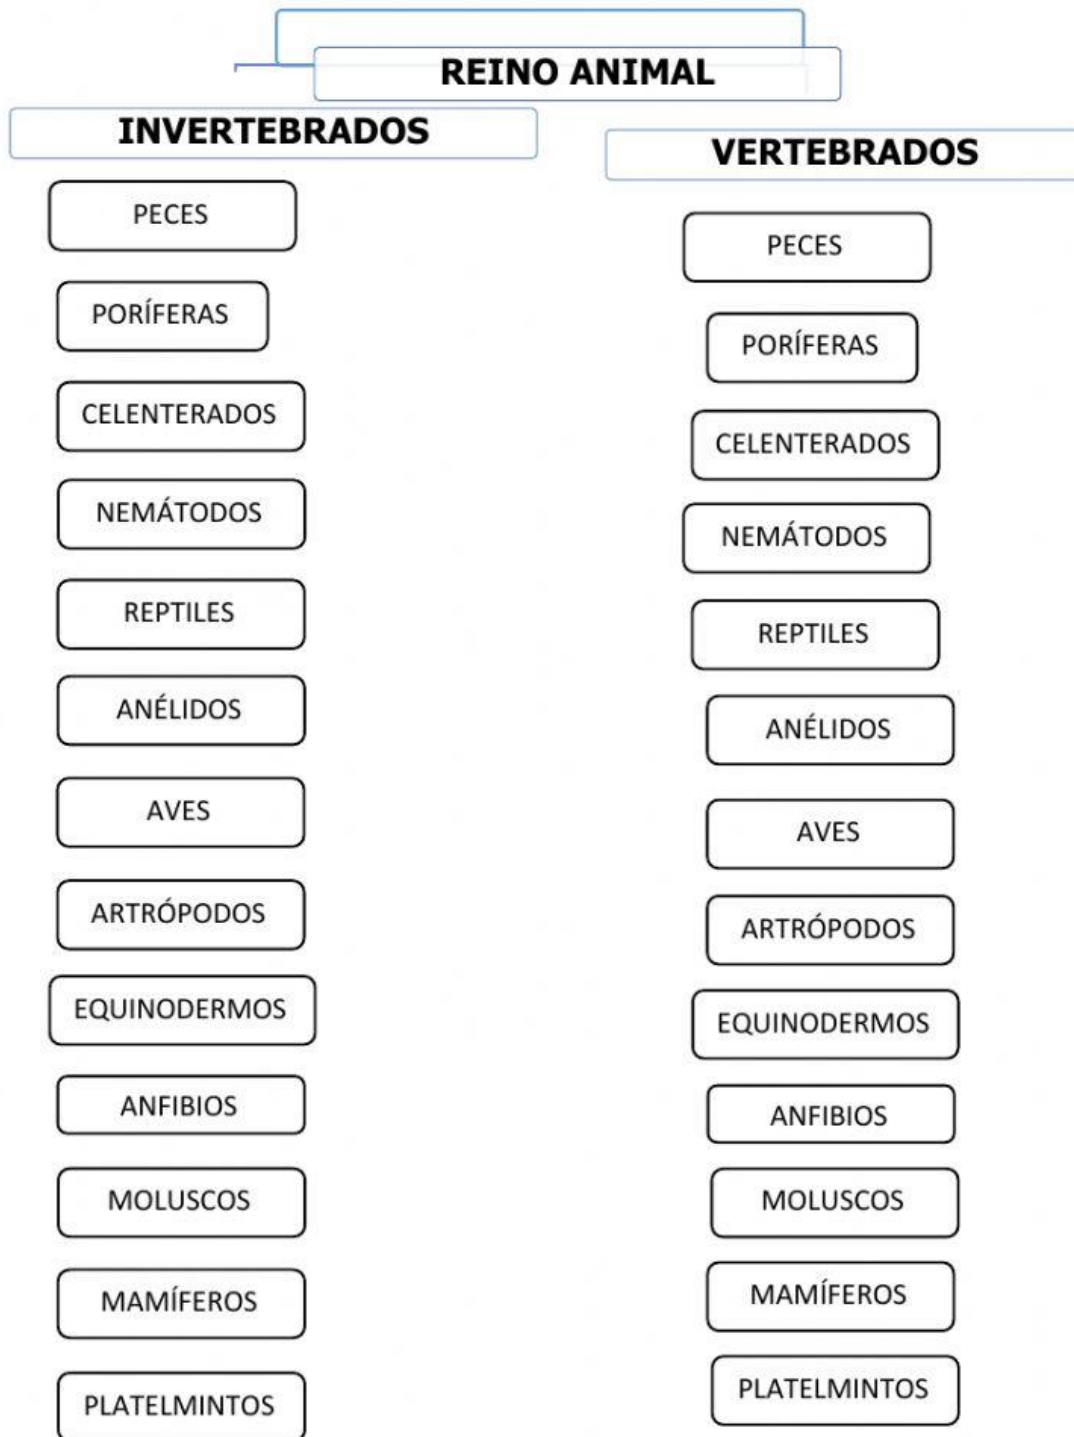 REINO ANIMAL
INVERTEBRADOS
PECES
PORÍFERAS
CELENTERADOS
NEMÁTODOS
REPTILES
ANÉLIDOS
AVES
ARTRÓPODOS
EQUINODERMOS
ANFIBIOS
MOLUSCOS
MAMÍFEROS
PLATELMINTOS
VERTEBRADOS
PECES
PORÍFERAS
CELENTERADOS
NEMÁTODOS
REPTILES
ANÉLIDOS
AVES
ARTRÓPODOS
EQUINODERMOS
ANFIBIOS
MOLUSCOS
MAMÍFEROS
PLATELMINTOS